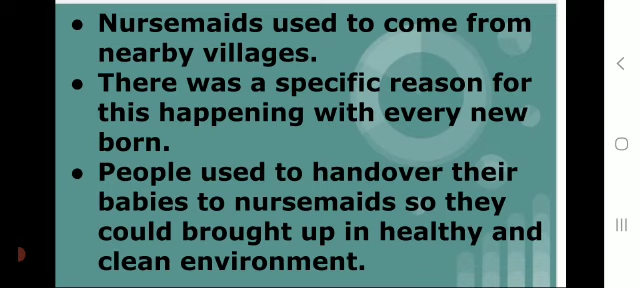 ● Nursemaids used to come from
nearby villages.
● There was a specific reason for
this happening with every new
born.
● People used to handover their
babies to nursemaids so they
could brought up in healthy and
clean environment.